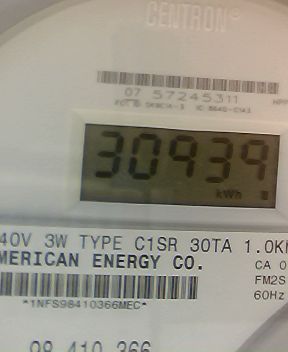 CENTRON®
07 57245311
30939
kWh
40V 3W TYPE C1SR 30TA 1.0K
MERICAN ENERGY CO.
CA 0
FM2S
60Hz
*1NFS98410366MEC*
98 410 366